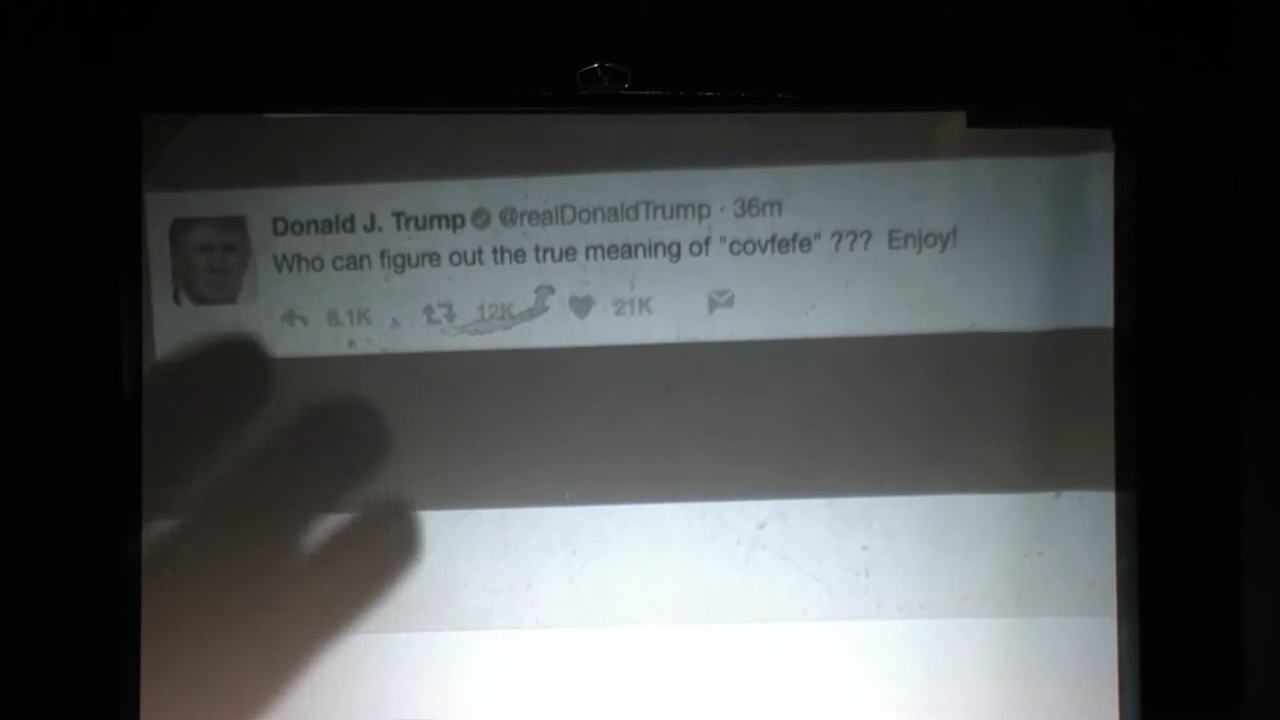 Donald J. Trump @realDonaldTrump · 36m
Who can figure out the true meaning of "covfefe" ??? Enjoy!
8.1K 12K 21K